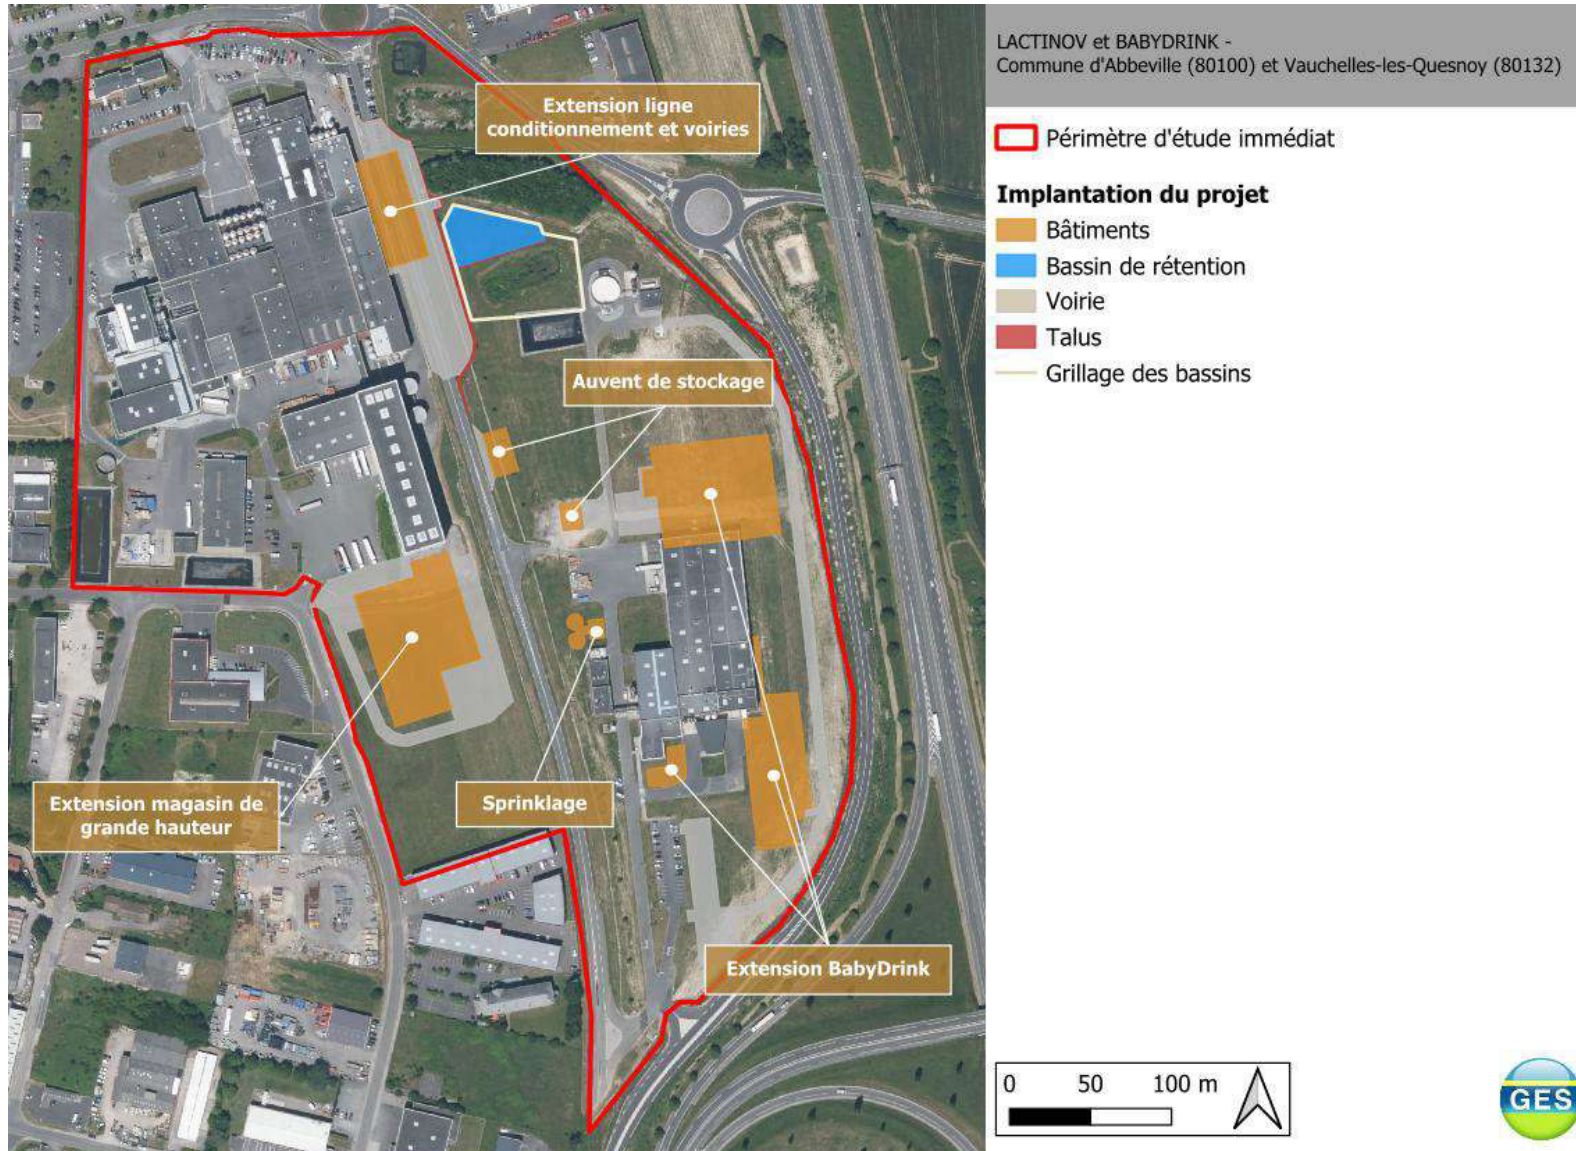 LACTINOV et BABYDRINK -
Commune d'Abbeville (80100) et Vauchelles-les-Quesnoy (80132)
Périmètre d'étude immédiat
Implantation du projet
Bâtiments
Bassin de rétention
Voirie
Talus
Grillage des bassins
Extension ligne
conditionnement et voiries
Auvent de stockage
Extension magasin de
grande hauteur
Sprinklage
Extension BabyDrink
0 50 100 m
GES